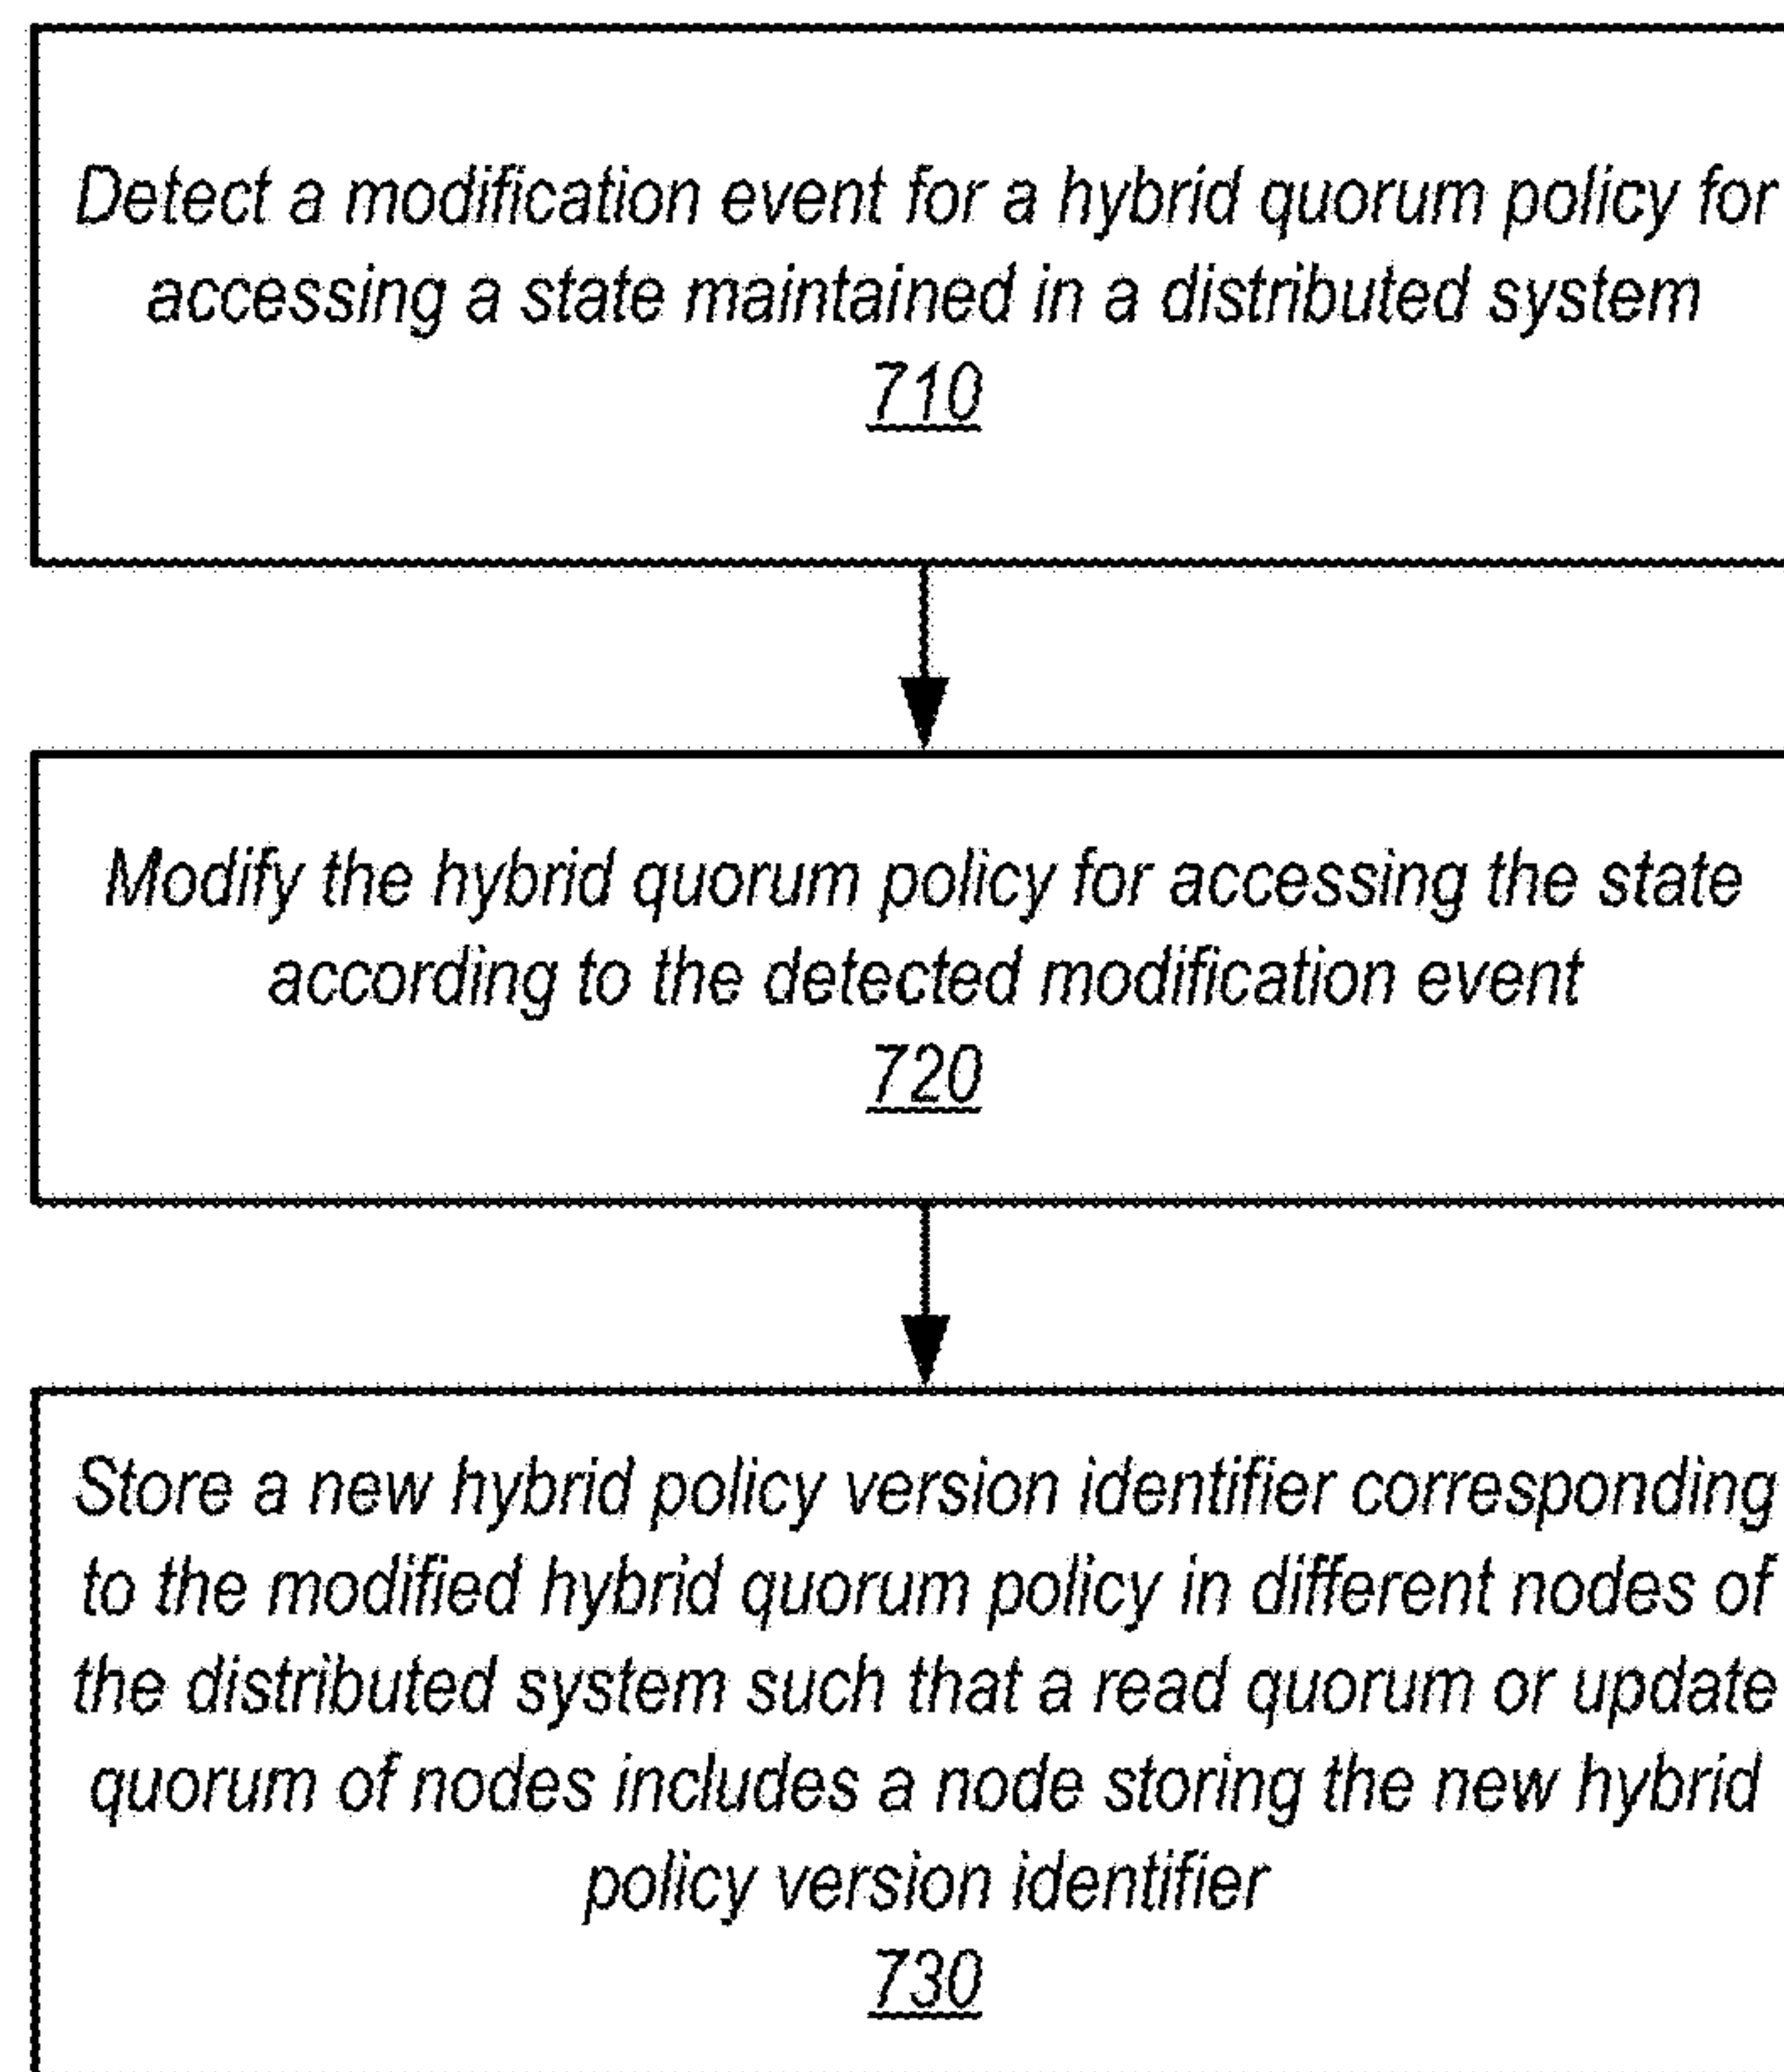 Detect a modification event for a hybrid quorum policy for
accessing a state maintained in a distributed system
710
Modify the hybrid quorum policy for accessing the state
according to the detected modification event
720
Store a new hybrid policy version identifier corresponding
to the modified hybrid quorum policy in different nodes of
the distributed system such that a read quorum or update
quorum of nodes includes a node storing the new hybrid
policy version identifier
730